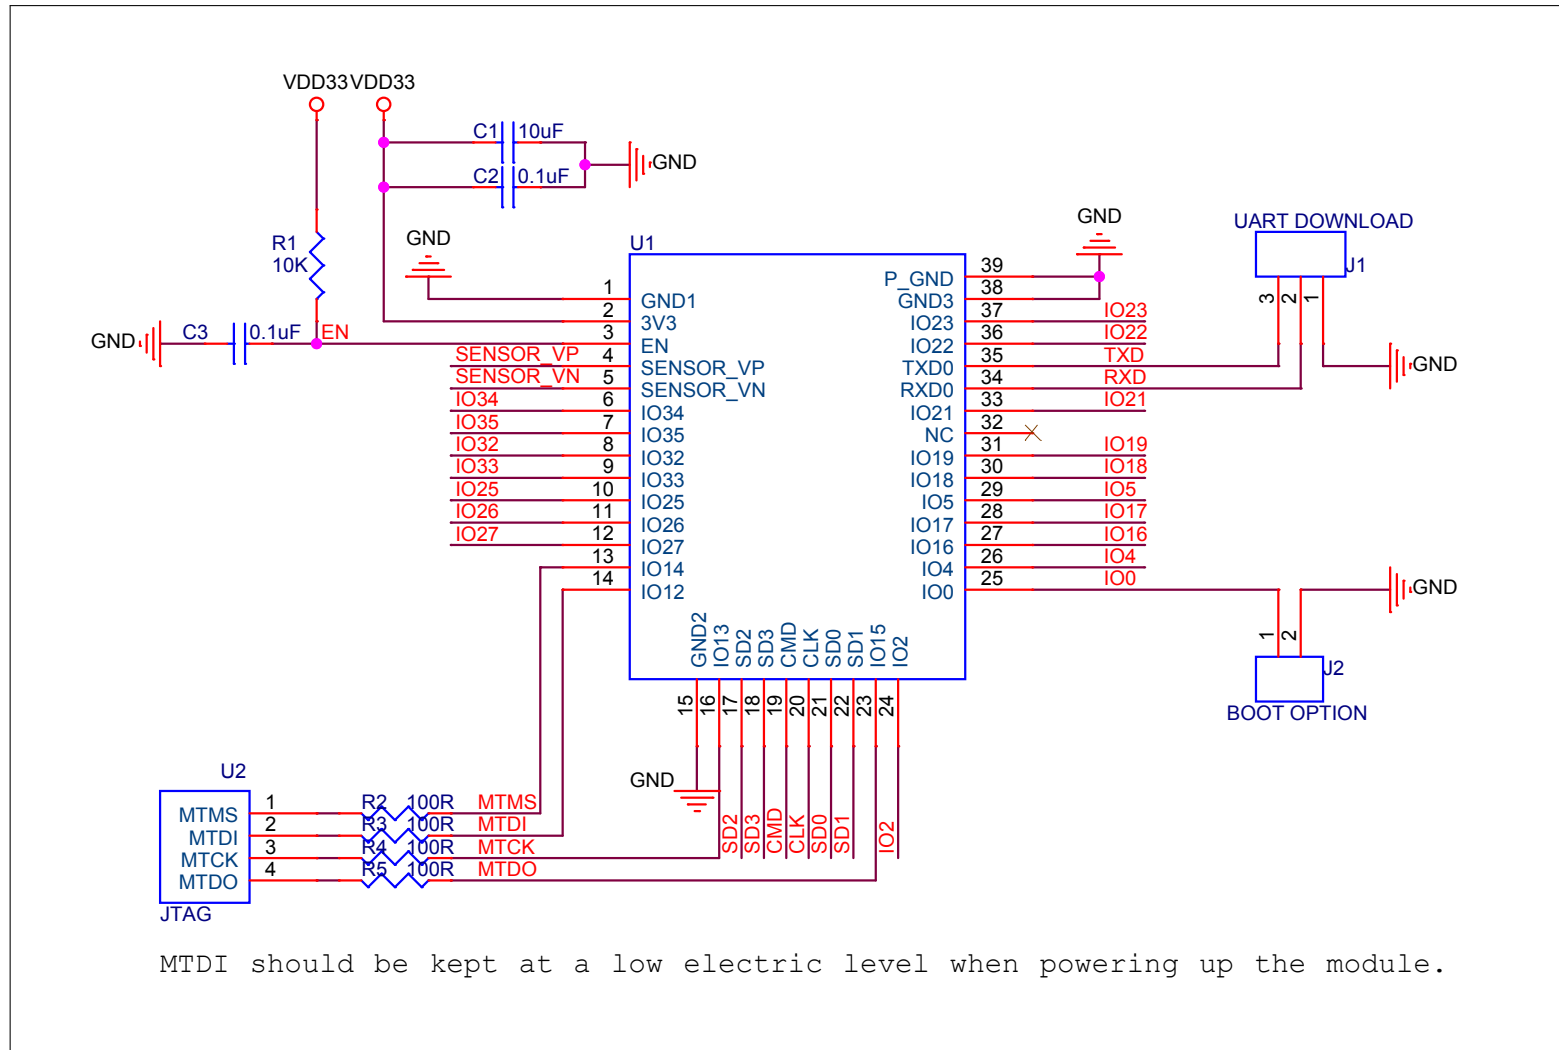 VDD33 VDD33
C1 10uF
GND
C2 0.1uF
R1
10K
GND
GND
C3 0.1uF EN
U1
1 GND1
2 3V3
3 EN
SENSOR_VP 4 SENSOR_VP
SENSOR_VN 5 SENSOR_VN
IO34 6 IO34
IO35 7 IO35
IO32 8 IO32
IO33 9 IO33
IO25 10 IO25
IO26 11 IO26
IO27 12 IO27
13 IO14
14 IO12
GND
P_GND 39
GND3 38
IO23 37 IO23
IO22 36 IO22
TXD0 35 TXD
RXD0 34 RXD
IO21 33 IO21
NC 32
IO19 31 IO19
IO18 30 IO18
IO5 29 IO5
IO17 28 IO17
IO16 27 IO16
IO4 26 IO4
IO0 25 IO0
UART DOWNLOAD
J1
3 2 1
GND
GND
1 2
J2
BOOT OPTION
GND2 IO13 SD2 SD3 CMD CLK SD0 SD1 IO15 IO2
15 16 17 18 19 20 21 22 23 24
GND
SD2 SD3 CMD CLK SD0 SD1 IO2
U2
MTMS 1 R2 100R MTMS
MTDI 2 R3 100R MTDI
MTCK 3 R4 100R MTCK
MTDO 4 R5 100R MTDO
JTAG
MTDI should be kept at a low electric level when powering up the module.